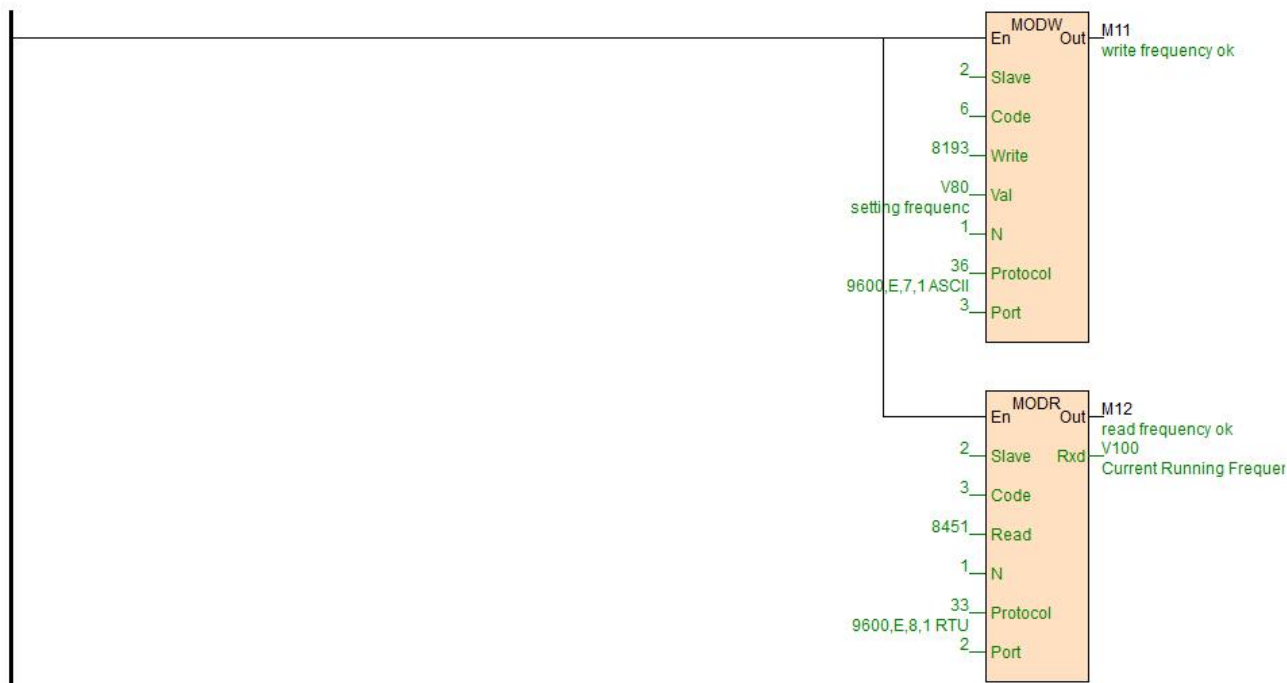 MODW
En Out M11
write frequency ok
2 Slave
6 Code
8193 Write
V80 Val
setting frequenc
1 N
36 Protocol
9600,E,7,1 ASCII
3 Port
MODR
En Out M12
read frequency ok
2 Slave Rxd V100
Current Running Frequer
3 Code
8451 Read
1 N
33 Protocol
9600,E,8,1 RTU
2 Port